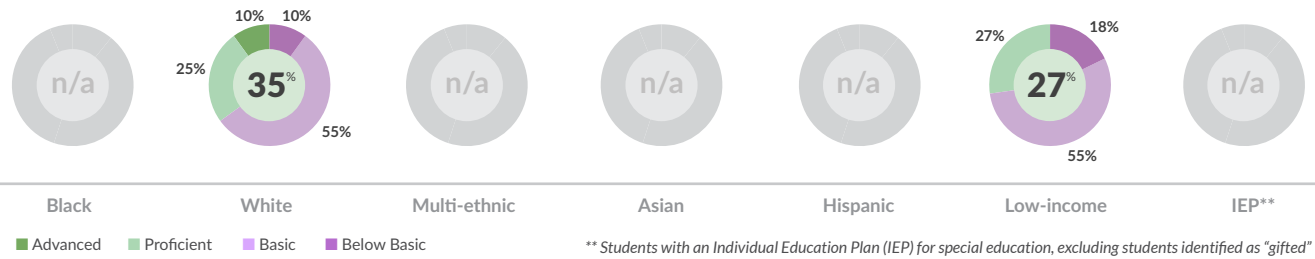 10% 10%
25%
55%
35%
27%
18%
55%
27%
n/a
n/a
n/a
n/a
n/a
Black White Multi-ethnic Asian Hispanic Low-income IEP**
Advanced Proficient Basic Below Basic
** Students with an Individual Education Plan (IEP) for special education, excluding students identified as “gifted”